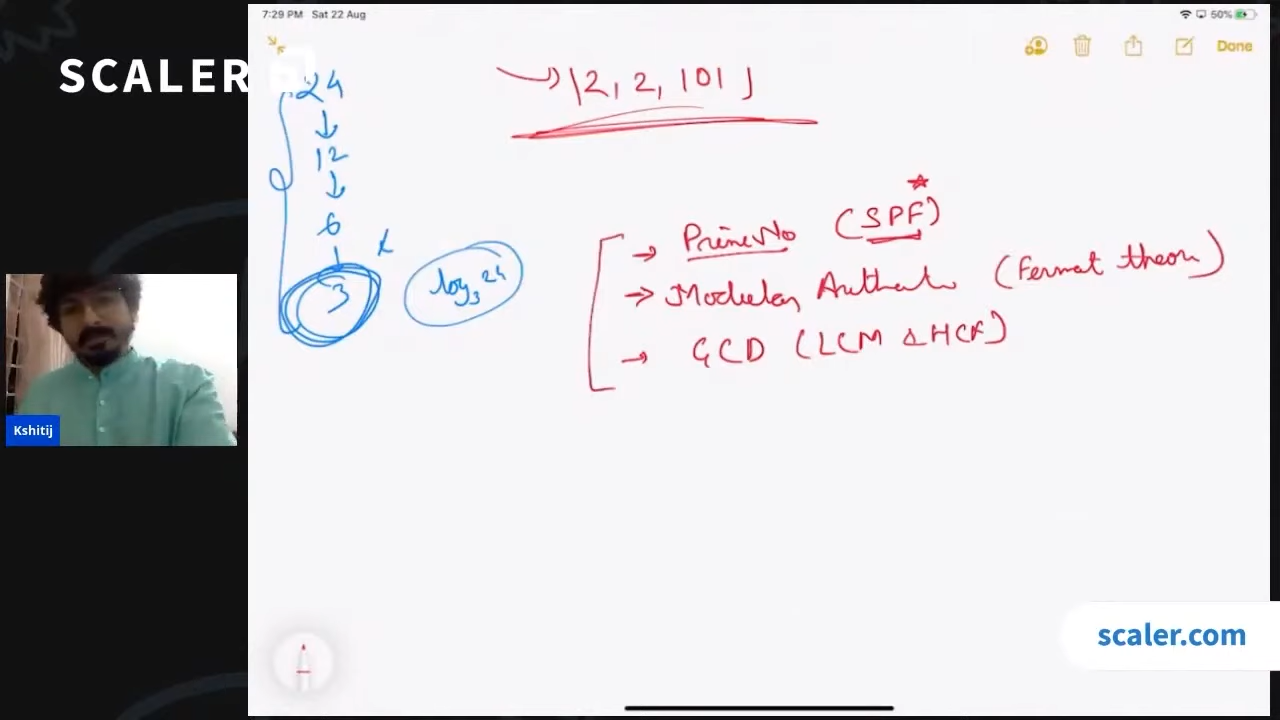 7:29 PM Sat 22 Aug
50%
Done
SCALER
24
12
6
3
log₃ 24
{2, 2, 101}
→ Prime No (SPF)
→ Modular (Fermat theorem)
→ GCD (LCM & HCF)
Kshitij
scaler.com